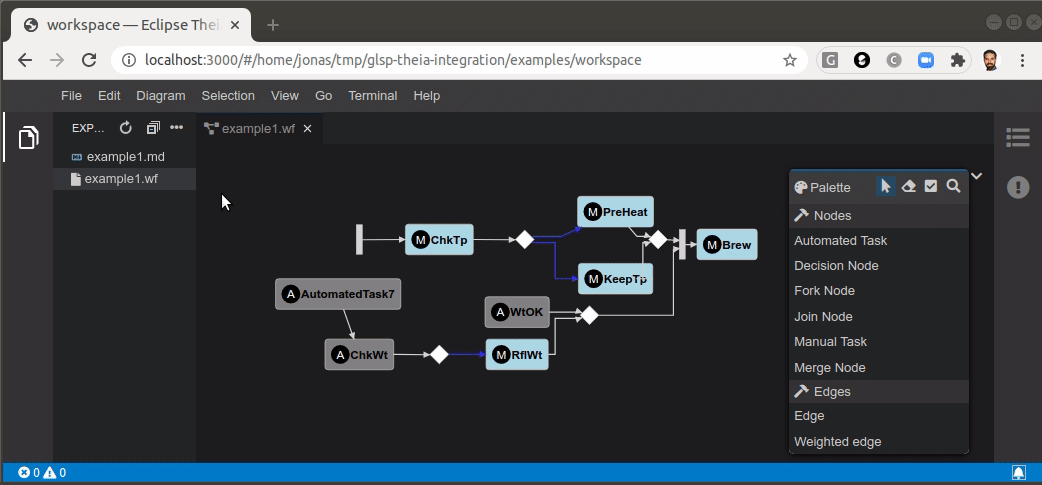 workspace — Eclipse Thei
localhost:3000/#/home/jonas/tmp/glsp-theia-integration/examples/workspace
G
C
File Edit Diagram Selection View Go Terminal Help
EXP...
example1.wf
example1.md
example1.wf
Palette
Nodes
Automated Task
Decision Node
Fork Node
Join Node
Manual Task
Merge Node
Edges
Edge
Weighted edge
M PreHeat
M ChkTp
M Brew
M KeepTp
A AutomatedTask7
A WtOK
A ChkWt
M RflWt
0 0